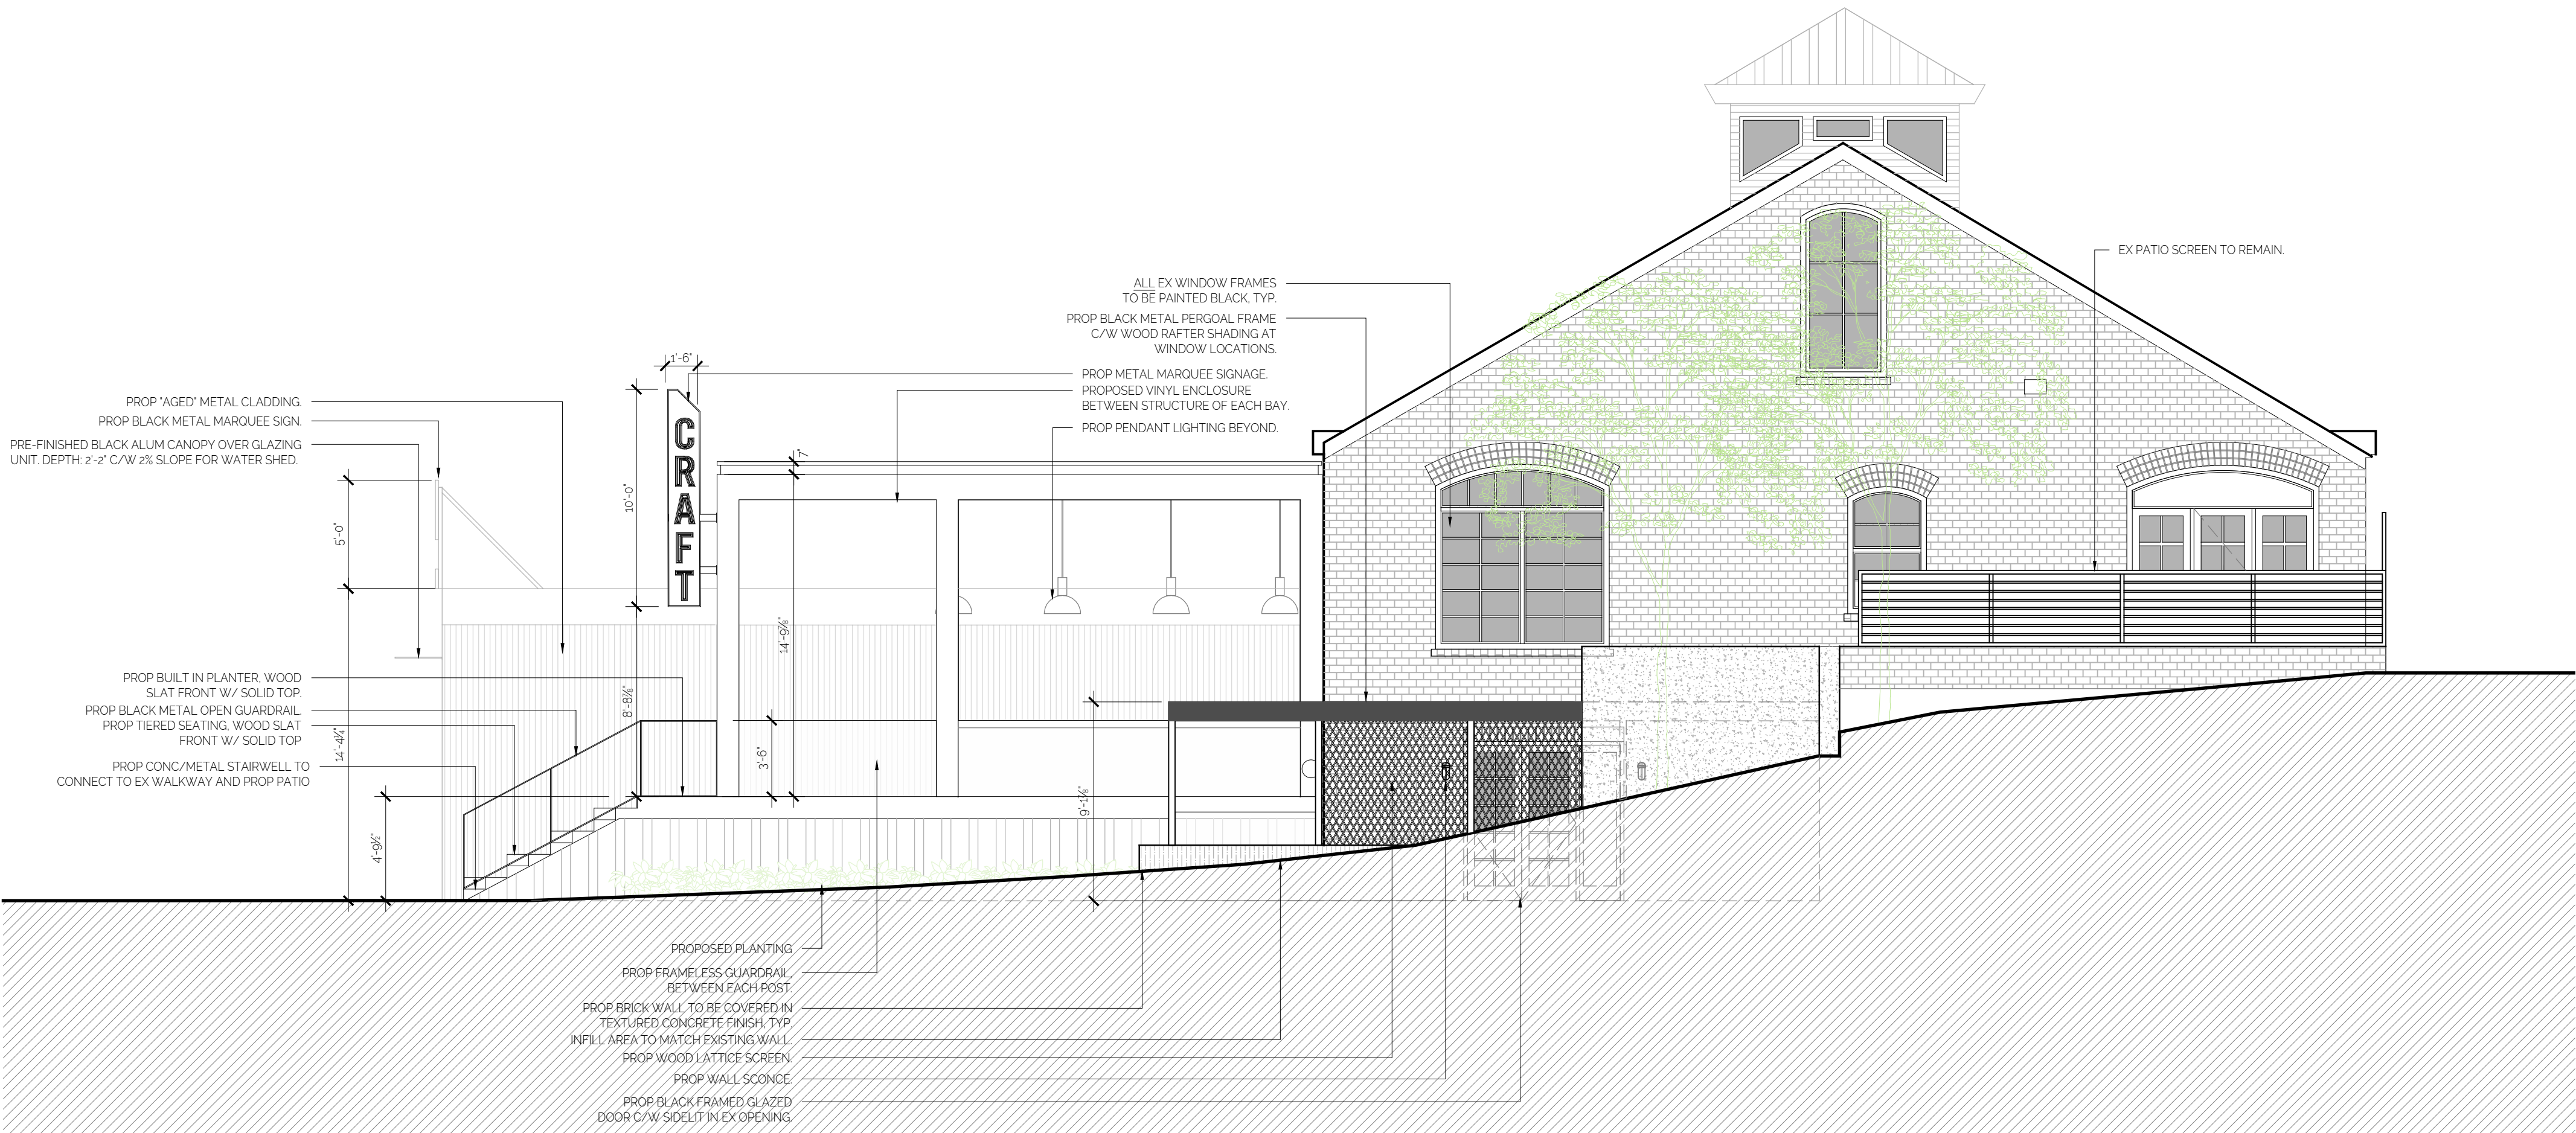 ALL EX WINDOW FRAMES
TO BE PAINTED BLACK, TYP.
PROP BLACK METAL PERGOAL FRAME
C/W WOOD RAFTER SHADING AT
WINDOW LOCATIONS.
PROP METAL MARQUEE SIGNAGE.
PROPOSED VINYL ENCLOSURE
BETWEEN STRUCTURE OF EACH BAY.
PROP PENDANT LIGHTING BEYOND.
EX PATIO SCREEN TO REMAIN.
1'-6"
10'-0"
C
R
A
F
T
7"
PROP "AGED" METAL CLADDING.
PROP BLACK METAL MARQUEE SIGN.
PRE-FINISHED BLACK ALUM CANOPY OVER GLAZING
UNIT. DEPTH: 2'-2" C/W 2% SLOPE FOR WATER SHED.
5'-0"
14'-9⅞"
PROP BUILT IN PLANTER, WOOD
SLAT FRONT W/ SOLID TOP.
PROP BLACK METAL OPEN GUARDRAIL.
PROP TIERED SEATING, WOOD SLAT
FRONT W/ SOLID TOP
PROP CONC/METAL STAIRWELL TO
CONNECT TO EX WALKWAY AND PROP PATIO
8'-8⅞"
14'-4¼"
3'-6"
9'-1⅞"
4'-9½"
PROPOSED PLANTING
PROP FRAMELESS GUARDRAIL,
BETWEEN EACH POST.
PROP BRICK WALL TO BE COVERED IN
TEXTURED CONCRETE FINISH, TYP.
INFILL AREA TO MATCH EXISTING WALL.
PROP WOOD LATTICE SCREEN.
PROP WALL SCONCE.
PROP BLACK FRAMED GLAZED
DOOR C/W SIDELIT IN EX OPENING.